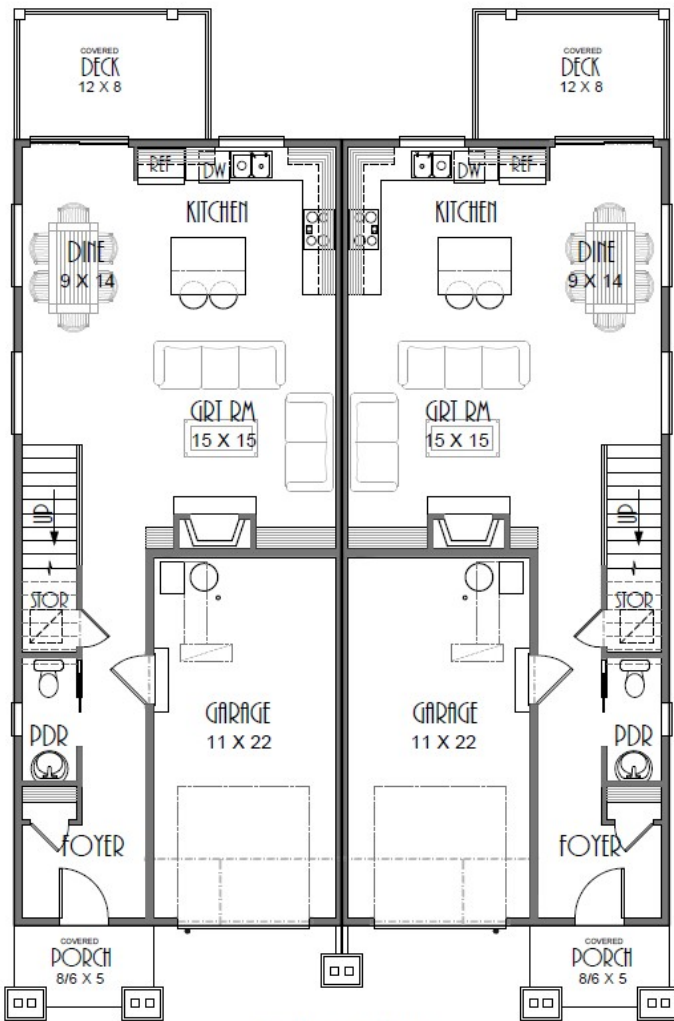 COVERED
DECK
12 X 8
COVERED
DECK
12 X 8
REF
DW
DW
REF
KITCHEN
KITCHEN
DINE
9 X 14
DINE
9 X 14
GRT RM
15 X 15
GRT RM
15 X 15
UP
UP
STOR
STOR
GARAGE
11 X 22
GARAGE
11 X 22
PDR
PDR
FOYER
FOYER
COVERED
PORCH
8/6 X 5
COVERED
PORCH
8/6 X 5